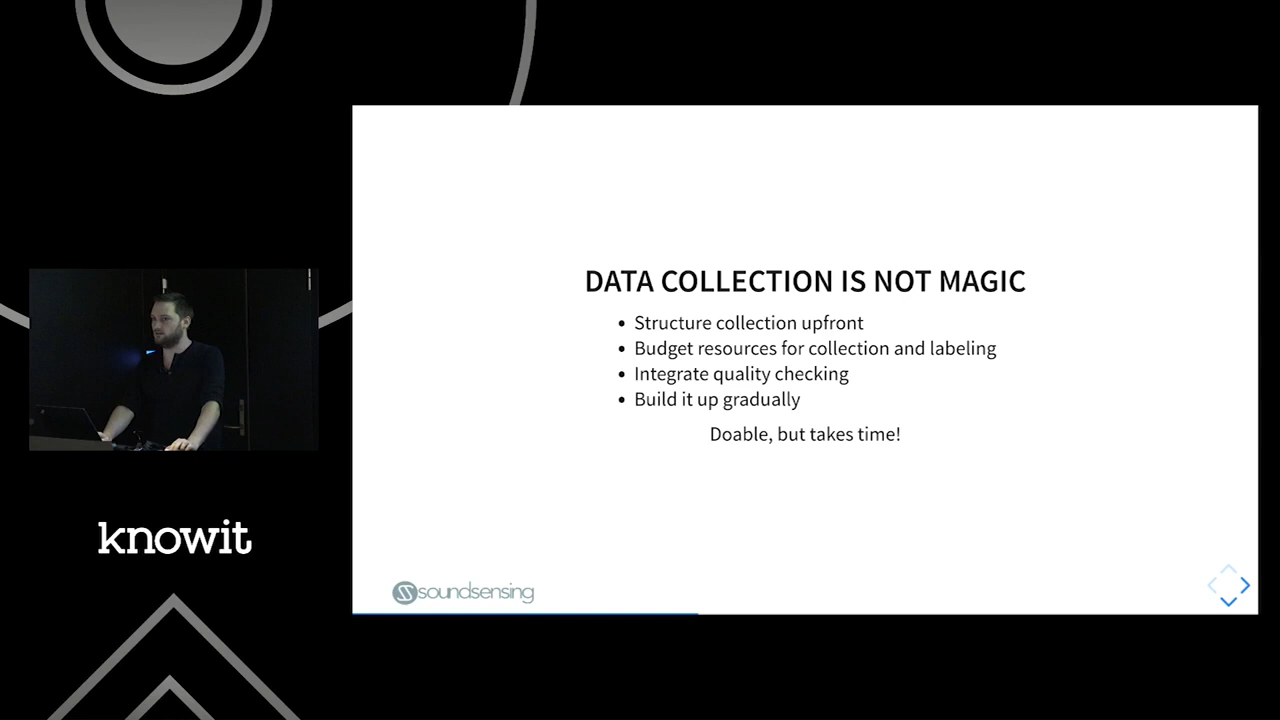 DATA COLLECTION IS NOT MAGIC
• Structure collection upfront
• Budget resources for collection and labeling
• Integrate quality checking
• Build it up gradually
Doable, but takes time!
knowit
soundsensing